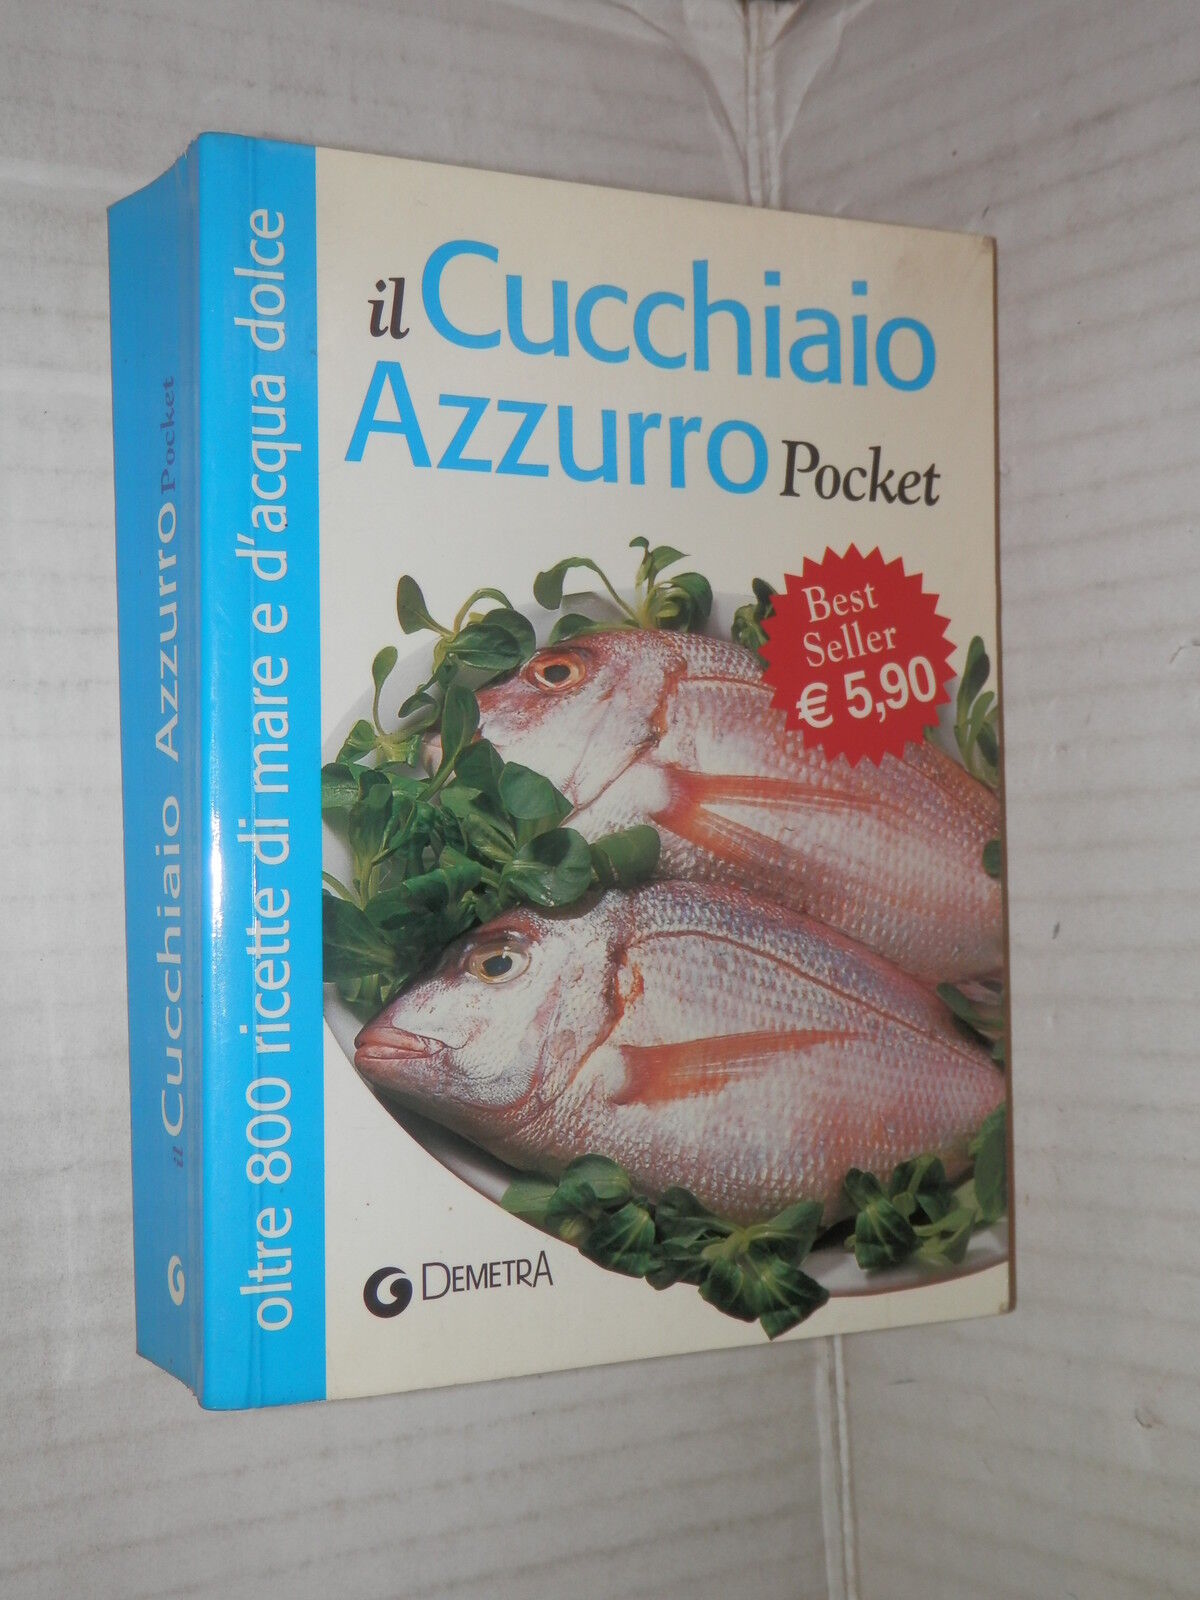 il Cucchiaio
Azzurro Pocket
Best
Seller
€ 5,90
DEMETRA
oltre 800 ricette di mare e d'acqua dolce
il Cucchiaio Azzurro Pocket